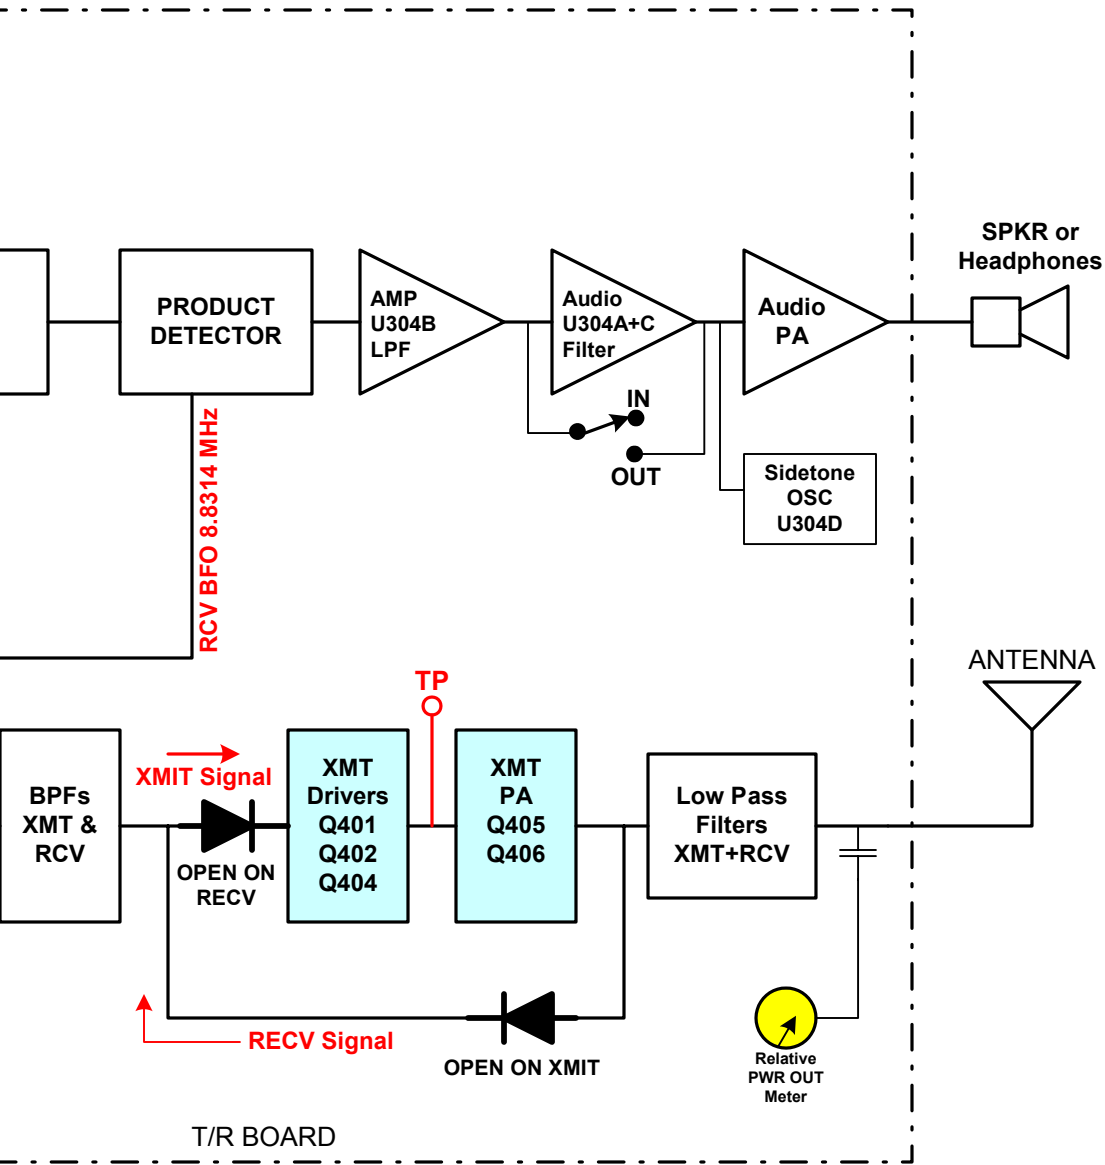 SPKR or
Headphones
PRODUCT
DETECTOR
AMP
U304B
LPF
Audio
U304A+C
Filter
Audio
PA
IN
OUT
Sidetone
OSC
U304D
RCV BFO 8.8314 MHz
ANTENNA
TP
XMIT Signal
BPFs
XMT &
RCV
OPEN ON
RECV
XMT
Drivers
Q401
Q402
Q404
XMT
PA
Q405
Q406
Low Pass
Filters
XMT+RCV
RECV Signal
OPEN ON XMIT
Relative
PWR OUT
Meter
T/R BOARD